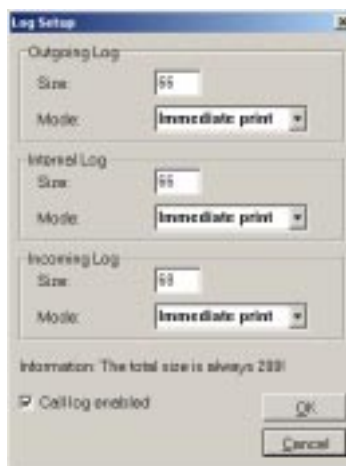 Log Setup
Outgoing Log
Size: 66
Mode: Immediate print
Internal Log
Size: 66
Mode: Immediate print
Incoming Log
Size: 68
Mode: Immediate print
Information: The total size is always 200!
Call log enabled
OK
Cancel